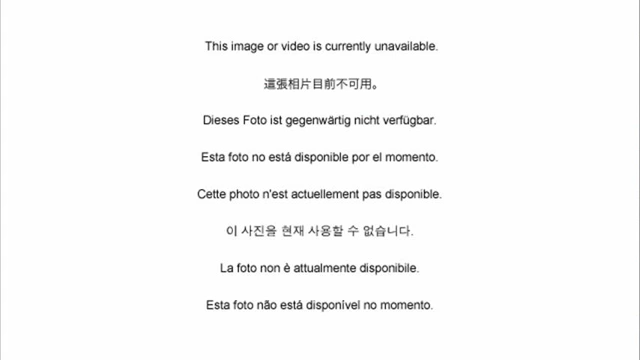 This image or video is currently unavailable.
這張相片目前不可用。
Dieses Foto ist gegenwärtig nicht verfügbar.
Esta foto no está disponible por el momento.
Cette photo n'est actuellement pas disponible.
이 사진을 현재 사용할 수 없습니다.
La foto non è attualmente disponibile.
Esta foto não está disponível no momento.